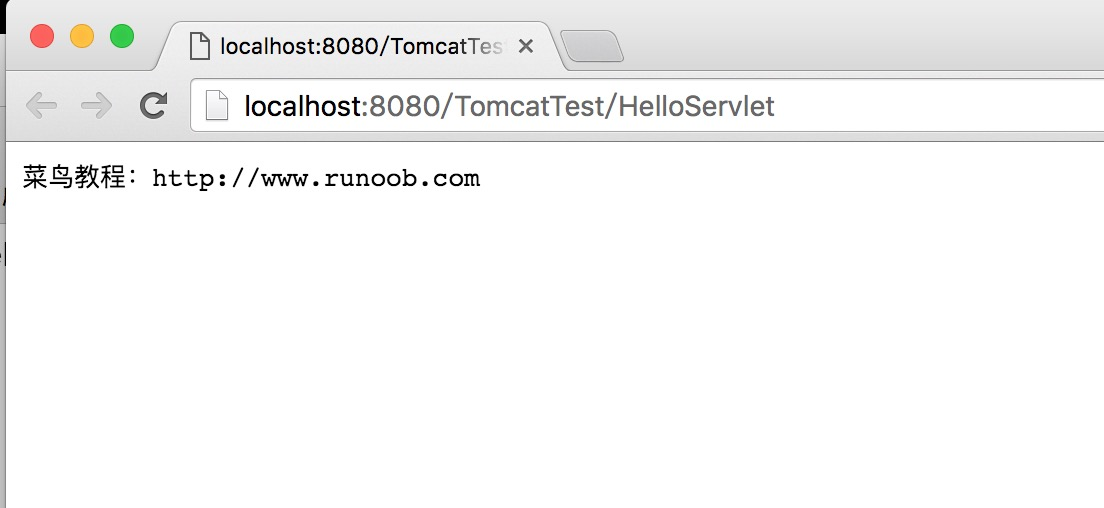 localhost:8080/TomcatTes
localhost:8080/TomcatTest/HelloServlet
菜鸟教程：http://www.runoob.com